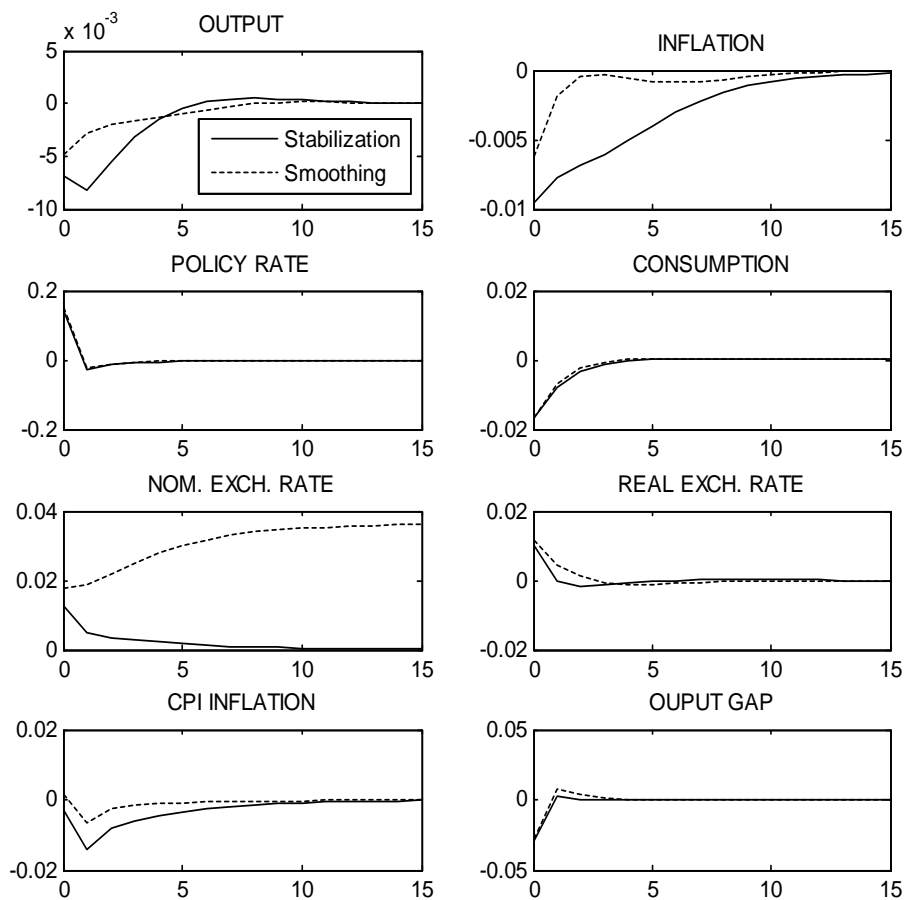 x 10-3
OUTPUT
5
0
-5
-10
0 5 10 15
Stabilization
Smoothing
INFLATION
0
-0.005
-0.01
0 5 10 15
POLICY RATE
0.2
0
-0.2
0 5 10 15
CONSUMPTION
0.02
0
-0.02
0 5 10 15
NOM. EXCH. RATE
0.04
0.02
0
0 5 10 15
REAL EXCH. RATE
0.02
0
-0.02
0 5 10 15
CPI INFLATION
0.02
0
-0.02
0 5 10 15
OUPUT GAP
0.05
0
-0.05
0 5 10 15